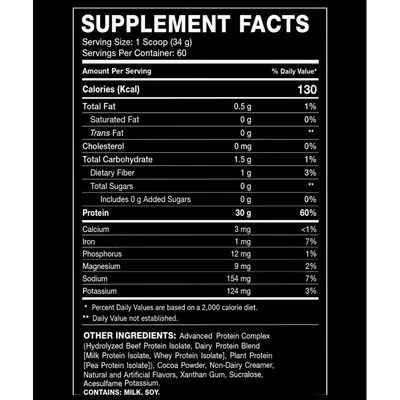 SUPPLEMENT FACTS
Serving Size: 1 Scoop (34 g)
Servings Per Container: 60
Amount Per Serving % Daily Value*
Calories (Kcal) 130
Total Fat 0.5 g 1%
Saturated Fat 0 g 0%
Trans Fat 0 g **
Cholesterol 0 mg 0%
Total Carbohydrate 1.5 g 1%
Dietary Fiber 1 g 3%
Total Sugars 0 g **
Includes 0 g Added Sugars 0 g 0%
Protein 30 g 60%
Calcium 3 mg <1%
Iron 1 mg 7%
Phosphorus 12 mg 1%
Magnesium 9 mg 2%
Sodium 154 mg 7%
Potassium 124 mg 3%
* Percent Daily Values are based on a 2,000 calorie diet.
** Daily Value not established.
OTHER INGREDIENTS: Advanced Protein Complex
(Hydrolyzed Beef Protein Isolate, Dairy Protein Blend
[Milk Protein Isolate, Whey Protein Isolate], Plant Protein
[Pea Protein Isolate]), Cocoa Powder, Non-Dairy Creamer,
Natural and Artificial Flavors, Xanthan Gum, Sucralose,
Acesulfame Potassium.
CONTAINS: MILK. SOY.